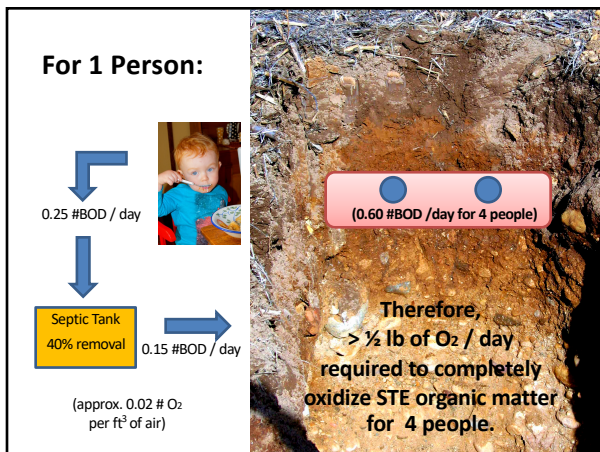 For 1 Person:
0.25 #BOD / day
Septic Tank
40% removal
0.15 #BOD / day
(approx. 0.02 # O₂
per ft³ of air)
(0.60 #BOD /day for 4 people)
Therefore,
> ½ lb of O₂ / day
required to completely
oxidize STE organic matter
for 4 people.